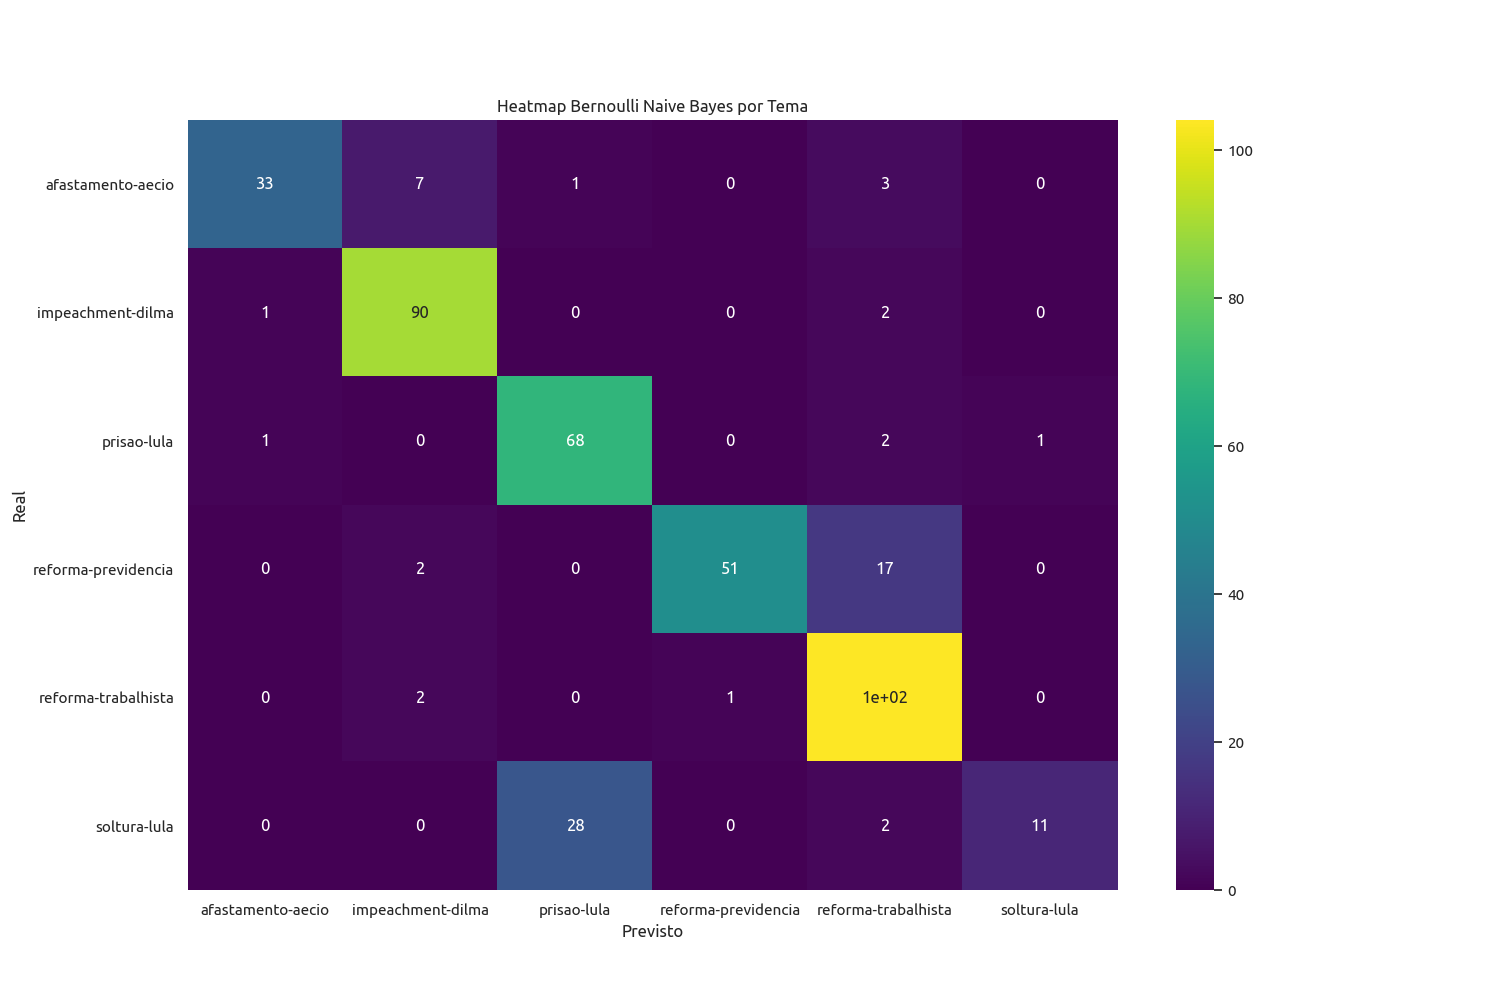 Heatmap Bernoulli Naive Bayes por Tema
afastamento-aecio 33 7 1 0 3 0
impeachment-dilma 1 90 0 0 2 0
prisao-lula 1 0 68 0 2 1
reforma-previdencia 0 2 0 51 17 0
reforma-trabalhista 0 2 0 1 1e+02 0
soltura-lula 0 0 28 0 2 11
afastamento-aecio impeachment-dilma prisao-lula reforma-previdencia reforma-trabalhista soltura-lula
Previsto
Real
100
80
60
40
20
0